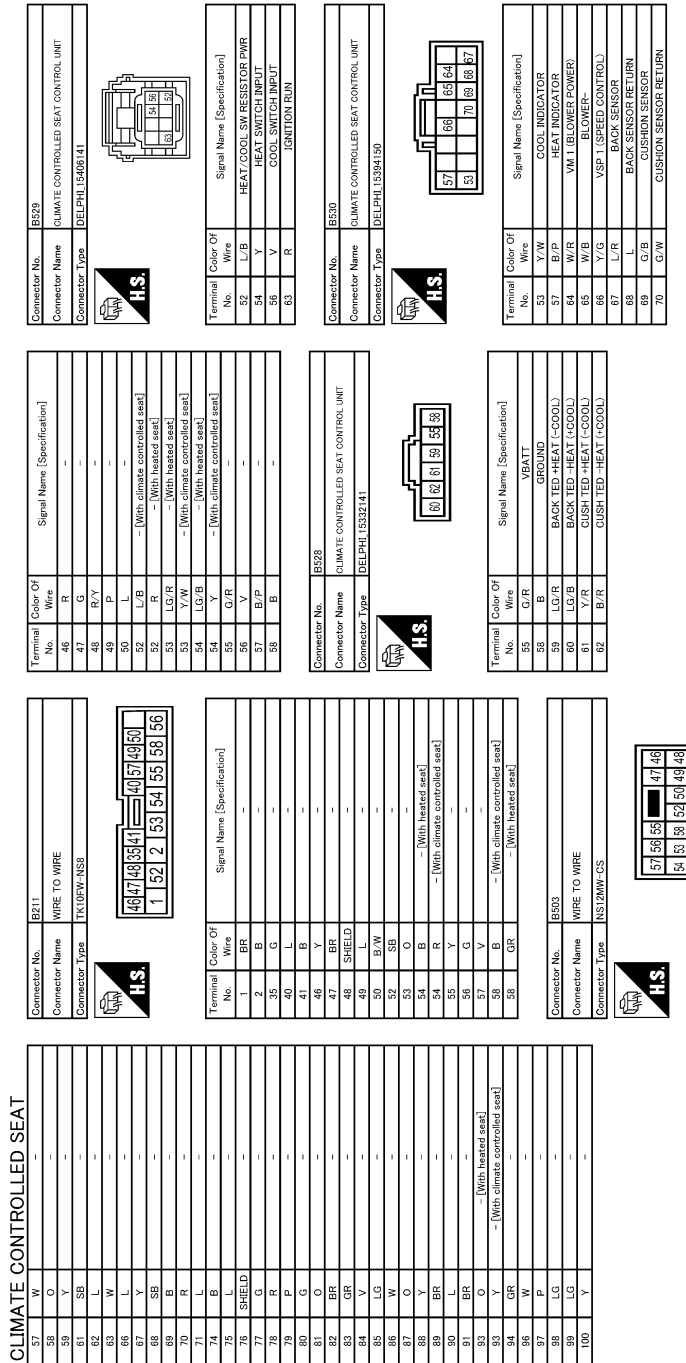 CLIMATE CONTROLLED SEAT
57 W –
58 O –
59 Y –
61 SB –
62 L –
63 W –
66 L –
67 Y –
68 SB –
69 B –
70 R –
71 L –
74 B –
75 L –
76 SHIELD –
77 G –
78 R –
79 P –
80 G –
81 O –
82 BR –
83 GR –
84 V –
85 LG –
86 W –
87 O –
88 Y –
89 BR –
90 L –
91 BR –
93 O – [With heated seat]
93 Y – [With climate controlled seat]
94 GR –
96 W –
97 P –
98 LG –
99 LG –
100 Y –
Connector No. B211
Connector Name WIRE TO WIRE
Connector Type TK10FW-NS8
H.S.
46 47 48 35 41 40 57 49 50
1 52 2 53 54 55 58 56
Terminal No. Color Of Wire Signal Name [Specification]
1 BR –
2 B –
35 G –
40 L –
41 B –
46 Y –
47 BR –
48 SHIELD –
49 L –
50 B/W –
52 SB –
53 O –
54 B – [With heated seat]
54 R – [With climate controlled seat]
55 Y –
56 G –
57 V –
58 B – [With climate controlled seat]
58 GR – [With heated seat]
Connector No. B503
Connector Name WIRE TO WIRE
Connector Type NS12MW-CS
H.S.
57 56 55 47 46
54 53 58 52 50 49 48
Terminal No. Color Of Wire Signal Name [Specification]
46 R –
47 G –
48 R/Y –
49 P –
50 L –
52 L/B – [With climate controlled seat]
52 R – [With heated seat]
53 LG/R – [With heated seat]
53 Y/W – [With climate controlled seat]
54 LG/B – [With heated seat]
54 Y – [With climate controlled seat]
55 G/R –
56 V –
57 B/P –
58 B –
Connector No. B528
Connector Name CLIMATE CONTROLLED SEAT CONTROL UNIT
Connector Type DELPHI_15332141
H.S.
60 62 61 59 55 58
Terminal No. Color Of Wire Signal Name [Specification]
55 G/R VBATT
58 B GROUND
59 LG/R BACK TED +HEAT (-COOL)
60 LG/B BACK TED -HEAT (+COOL)
61 Y/R CUSH TED +HEAT (-COOL)
62 B/R CUSH TED -HEAT (+COOL)
Connector No. B529
Connector Name CLIMATE CONTROLLED SEAT CONTROL UNIT
Connector Type DELPHI_15406141
H.S.
54 56
63 52
Terminal No. Color Of Wire Signal Name [Specification]
52 L/B HEAT/COOL SW RESISTOR PWR
54 Y HEAT SWITCH INPUT
56 V COOL SWITCH INPUT
63 R IGNITION RUN
Connector No. B530
Connector Name CLIMATE CONTROLLED SEAT CONTROL UNIT
Connector Type DELPHI_15394150
H.S.
57 66 65 64
53 70 69 68 67
Terminal No. Color Of Wire Signal Name [Specification]
53 Y/W COOL INDICATOR
57 B/P HEAT INDICATOR
64 W/R VM 1 (BLOWER POWER)
65 W/B BLOWER-
66 Y/G VSP 1 (SPEED CONTROL)
67 L/R BACK SENSOR
68 L BACK SENSOR RETURN
69 G/B CUSHION SENSOR
70 G/W CUSHION SENSOR RETURN